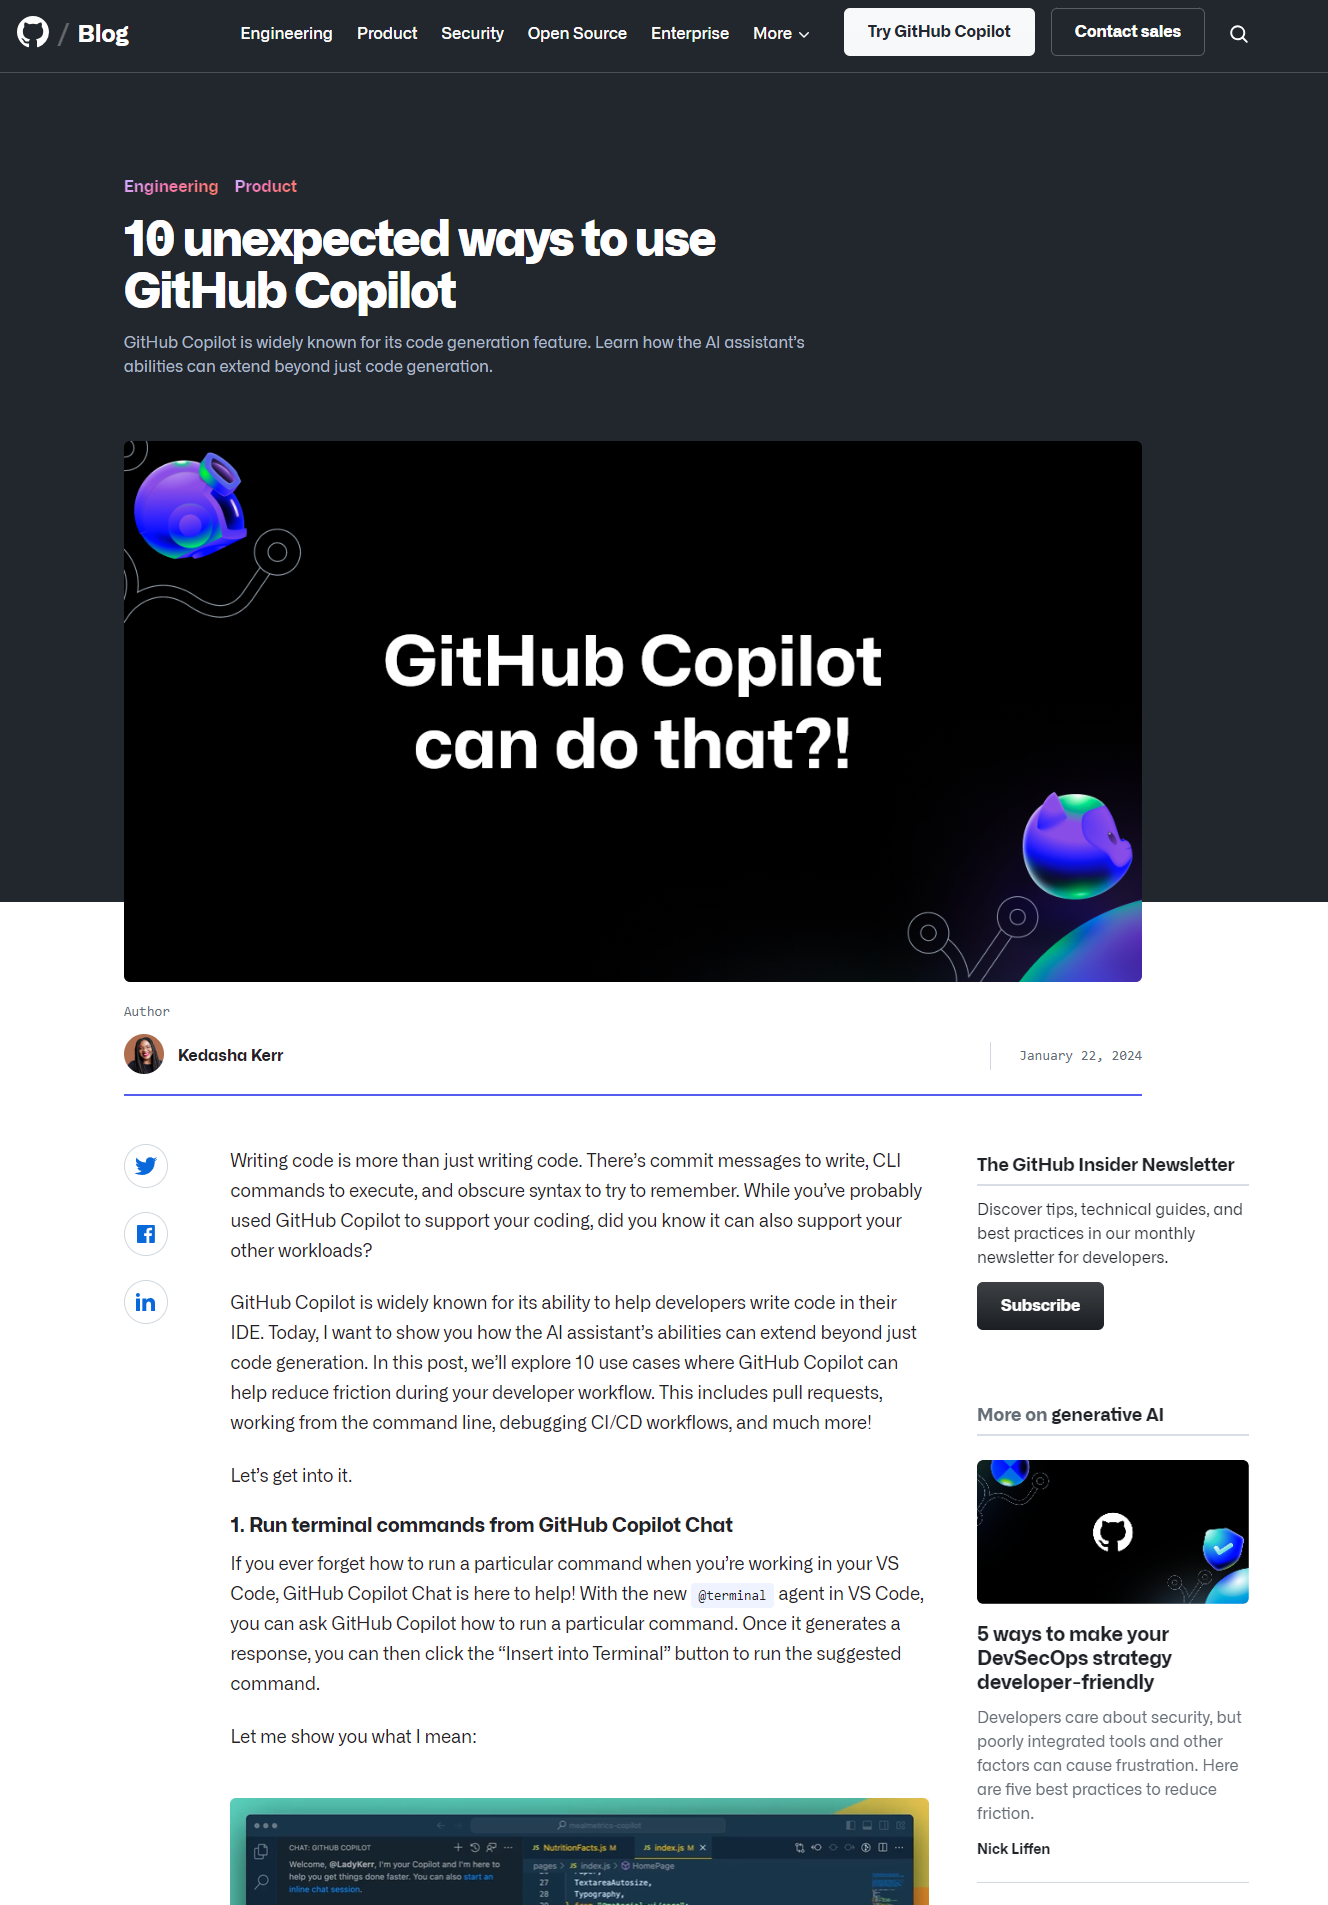 / Blog
Engineering Product Security Open Source Enterprise More
Try GitHub Copilot
Contact sales
Engineering Product
10 unexpected ways to use
GitHub Copilot
GitHub Copilot is widely known for its code generation feature. Learn how the AI assistant’s
abilities can extend beyond just code generation.
GitHub Copilot
can do that?!
Author
Kedasha Kerr
January 22, 2024
Writing code is more than just writing code. There’s commit messages to write, CLI
commands to execute, and obscure syntax to try to remember. While you’ve probably
used GitHub Copilot to support your coding, did you know it can also support your
other workloads?
GitHub Copilot is widely known for its ability to help developers write code in their
IDE. Today, I want to show you how the AI assistant’s abilities can extend beyond just
code generation. In this post, we’ll explore 10 use cases where GitHub Copilot can
help reduce friction during your developer workflow. This includes pull requests,
working from the command line, debugging CI/CD workflows, and much more!
Let’s get into it.
1. Run terminal commands from GitHub Copilot Chat
If you ever forget how to run a particular command when you’re working in your VS
Code, GitHub Copilot Chat is here to help! With the new @terminal agent in VS Code,
you can ask GitHub Copilot how to run a particular command. Once it generates a
response, you can then click the “Insert into Terminal” button to run the suggested
command.
Let me show you what I mean:
mealmetrics-copilot
CHAT: GITHUB COPILOT
Welcome, @LadyKerr, I'm your Copilot and I'm here to
help you get things done faster. You can also start an
inline chat session.
JS NutritionFacts.js M
JS index.js M
pages > JS index.js > HomePage
27 TextareaAutosize,
28 Typography,
The GitHub Insider Newsletter
Discover tips, technical guides, and
best practices in our monthly
newsletter for developers.
Subscribe
More on generative AI
5 ways to make your
DevSecOps strategy
developer-friendly
Developers care about security, but
poorly integrated tools and other
factors can cause frustration. Here
are five best practices to reduce
friction.
Nick Liffen